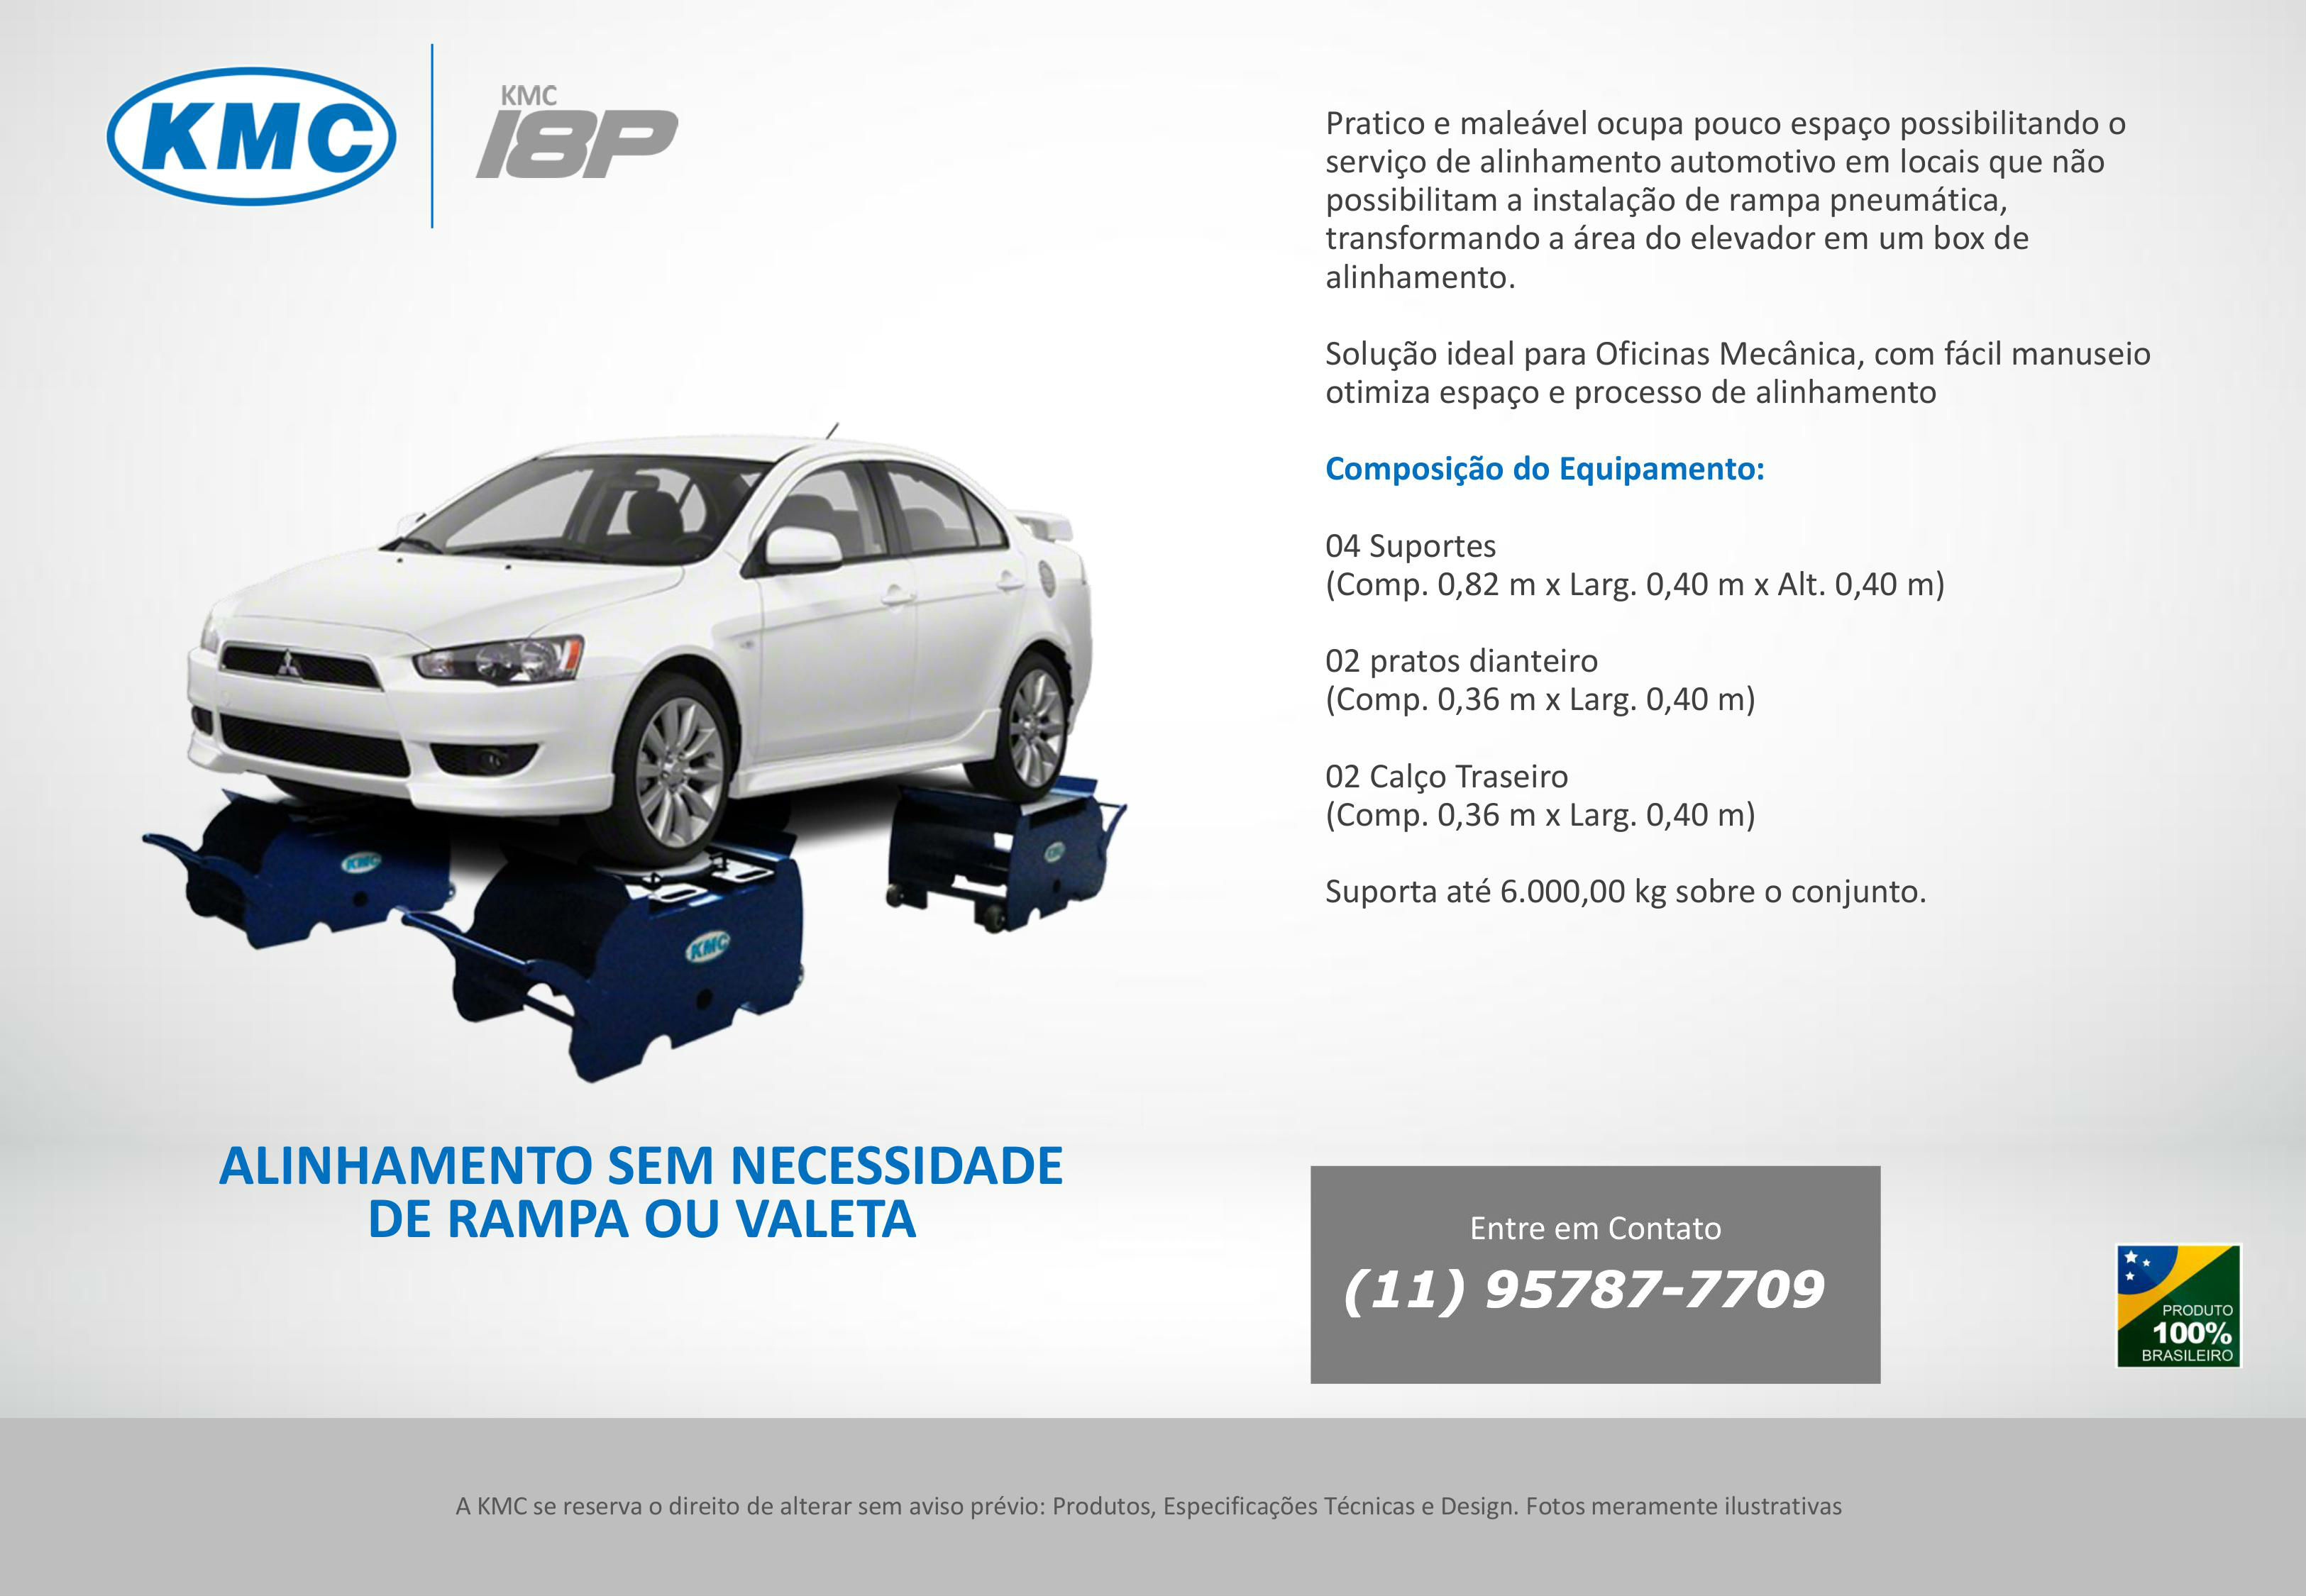 KMC
KMC
I8P
Pratico e maleável ocupa pouco espaço possibilitando o
serviço de alinhamento automotivo em locais que não
possibilitam a instalação de rampa pneumática,
transformando a área do elevador em um box de
alinhamento.
Solução ideal para Oficinas Mecânica, com fácil manuseio
otimiza espaço e processo de alinhamento
Composição do Equipamento:
04 Suportes
(Comp. 0,82 m x Larg. 0,40 m x Alt. 0,40 m)
02 pratos dianteiro
(Comp. 0,36 m x Larg. 0,40 m)
02 Calço Traseiro
(Comp. 0,36 m x Larg. 0,40 m)
Suporta até 6.000,00 kg sobre o conjunto.
KMC
KMC
KMC
ALINHAMENTO SEM NECESSIDADE
DE RAMPA OU VALETA
Entre em Contato
(11) 95787-7709
PRODUTO
100%
BRASILEIRO
A KMC se reserva o direito de alterar sem aviso prévio: Produtos, Especificações Técnicas e Design. Fotos meramente ilustrativas